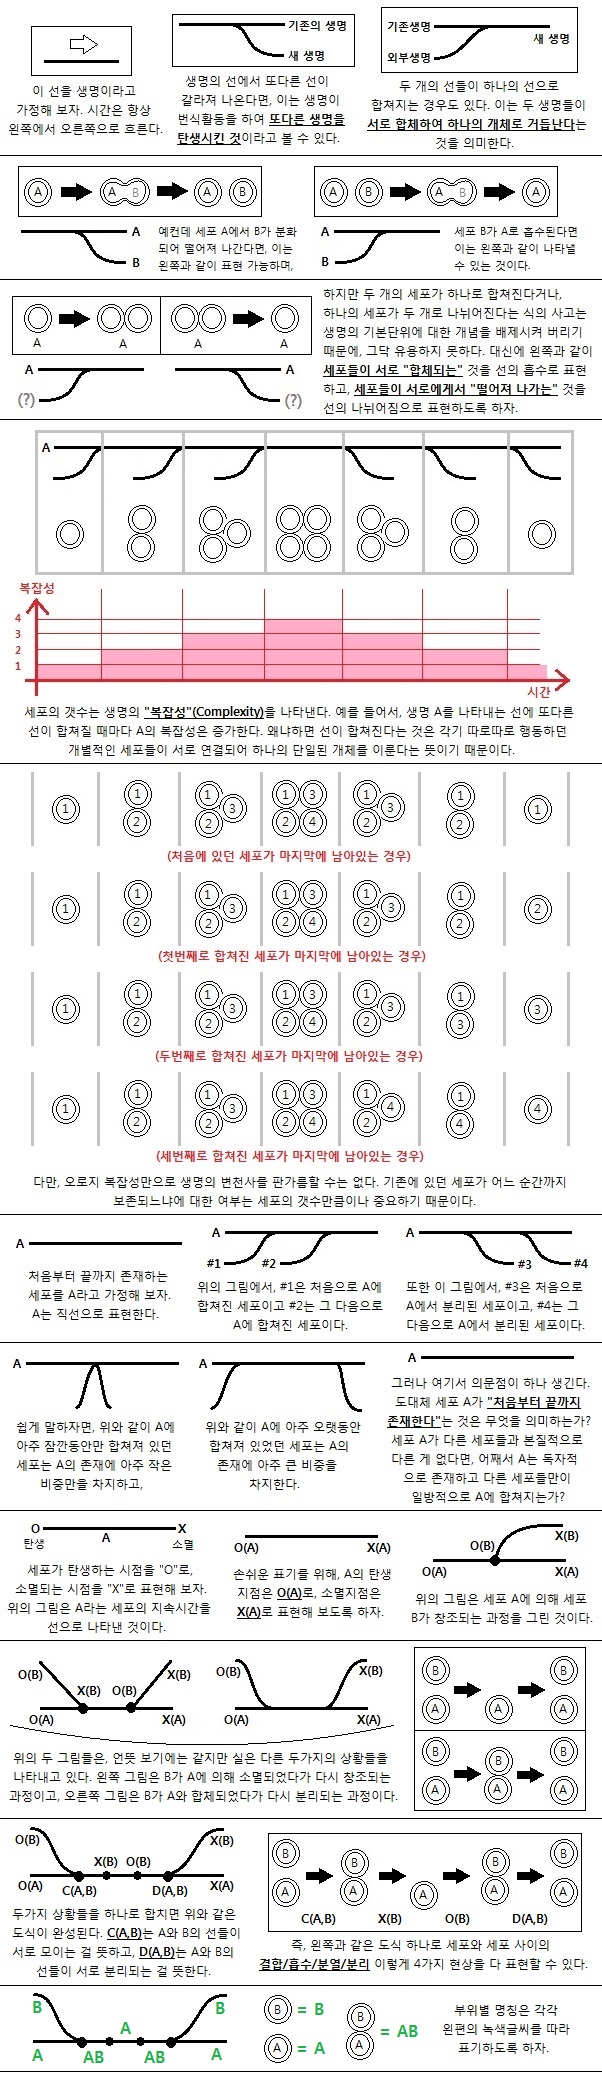 이 선을 생명이라고
가정해 보자. 시간은 항상
왼쪽에서 오른쪽으로 흐른다.
기존의 생명
새 생명
생명의 선에서 또다른 선이
갈라져 나온다면, 이는 생명이
번식활동을 하여 또다른 생명을
탄생시킨 것이라고 볼 수 있다.
기존생명
새 생명
외부생명
두 개의 선들이 하나의 선으로
합쳐지는 경우도 있다. 이는 두 생명들이
서로 합체하여 하나의 개체로 거듭난다는
것을 의미한다.
A A B A B
A
B
예컨데 세포 A에서 B가 분화
되어 떨어져 나간다면, 이는
왼쪽과 같이 표현 가능하며,
A B A B A
A
B
세포 B가 A로 흡수된다면
이는 왼쪽과 같이 나타낼
수 있는 것이다.
A A A A
A
(?)
A
(?)
하지만 두 개의 세포가 하나로 합쳐진다거나,
하나의 세포가 두 개로 나뉘어진다는 식의 사고는
생명의 기본단위에 대한 개념을 배제시켜 버리기
때문에, 그닥 유용하지 못하다. 대신에 왼쪽과 같이
세포들이 서로 "합체되는" 것을 선의 흡수로 표현
하고, 세포들이 서로에게서 "떨어져 나가는" 것을
선의 나뉘어짐으로 표현하도록 하자.
A
복잡성
4
3
2
1
시간
세포의 갯수는 생명의 "복잡성"(Complexity)을 나타낸다. 예를 들어서, 생명 A를 나타내는 선에 또다른
선이 합쳐질 때마다 A의 복잡성은 증가한다. 왜냐하면 선이 합쳐진다는 것은 각기 따로따로 행동하던
개별적인 세포들이 서로 연결되어 하나의 단일된 개체를 이룬다는 뜻이기 때문이다.
1 1 2 1 2 3 1 3 2 4 1 2 3 1 2 1
(처음에 있던 세포가 마지막에 남아있는 경우)
1 1 2 1 2 3 1 3 2 4 1 2 3 1 2 2
(첫번째로 합쳐진 세포가 마지막에 남아있는 경우)
1 1 2 1 2 3 1 3 2 4 1 2 3 1 3 3
(두번째로 합쳐진 세포가 마지막에 남아있는 경우)
1 1 2 1 2 3 1 3 2 4 1 2 4 1 4 4
(세번째로 합쳐진 세포가 마지막에 남아있는 경우)
다만, 오로지 복잡성만으로 생명의 변천사를 판가름할 수는 없다. 기존에 있던 세포가 어느 순간까지
보존되느냐에 대한 여부는 세포의 갯수만큼이나 중요하기 때문이다.
A
처음부터 끝까지 존재하는
세포를 A라고 가정해 보자.
A는 직선으로 표현한다.
A
#1 #2
위의 그림에서, #1은 처음으로 A에
합쳐진 세포이고 #2는 그 다음으로
A에 합쳐진 세포이다.
A
#3 #4
또한 이 그림에서, #3은 처음으로
A에서 분리된 세포이고, #4는 그
다음으로 A에서 분리된 세포이다.
A
쉽게 말하자면, 위와 같이 A에
아주 잠깐동안만 합쳐져 있던
세포는 A의 존재에 아주 작은
비중만을 차지하고,
A
위와 같이 A에 아주 오랫동안
합쳐져 있었던 세포는 A의
존재에 아주 큰 비중을
차지한다.
A
그러나 여기서 의문점이 하나 생긴다.
도대체 세포 A가 "처음부터 끝까지
존재한다"는 것은 무엇을 의미하는가?
세포 A가 다른 세포들과 본질적으로
다른 게 없다면, 어째서 A는 독자적
으로 존재하고 다른 세포들만이
일방적으로 A에 합쳐지는가?
O X
탄생 A 소멸
세포가 탄생하는 시점을 "O"로,
소멸되는 시점을 "X"로 표현해 보자.
위의 그림은 A라는 세포의 지속시간을
선으로 나타낸 것이다.
O(A) X(A)
손쉬운 표기를 위해, A의 탄생
지점은 O(A)로, 소멸지점은
X(A)로 표현해 보도록 하자.
O(B) X(B)
O(A) X(A)
위의 그림은 세포 A에 의해 세포
B가 창조되는 과정을 그린 것이다.
O(B) X(B) O(B) X(B)
O(A) X(A)
O(B) X(B)
O(A) X(A)
위의 두 그림들은, 언뜻 보기에는 같지만 실은 다른 두가지의 상황들을
나타내고 있다. 왼쪽 그림은 B가 A에 의해 소멸되었다가 다시 창조되는
과정이고, 오른쪽 그림은 B가 A와 합체되었다가 다시 분리되는 과정이다.
B B
A A A
B B B
A A A
O(B) X(B) O(B) X(B)
O(A) C(A,B) D(A,B) X(A)
두가지 상황들을 하나로 합치면 위와 같은
도식이 완성된다. C(A,B)는 A와 B의 선들이
서로 모이는 걸 뜻하고, D(A,B)는 A와 B의
선들이 서로 분리되는 걸 뜻한다.
B B B B
A A A A A
C(A,B) X(B) O(B) D(A,B)
즉, 왼쪽과 같은 도식 하나로 세포와 세포 사이의
결합/흡수/분열/분리 이렇게 4가지 현상을 다 표현할 수 있다.
B A B
A AB AB A
B = B
A = A
B
A = AB
부위별 명칭은 각각
왼편의 녹색글씨를 따라
표기하도록 하자.